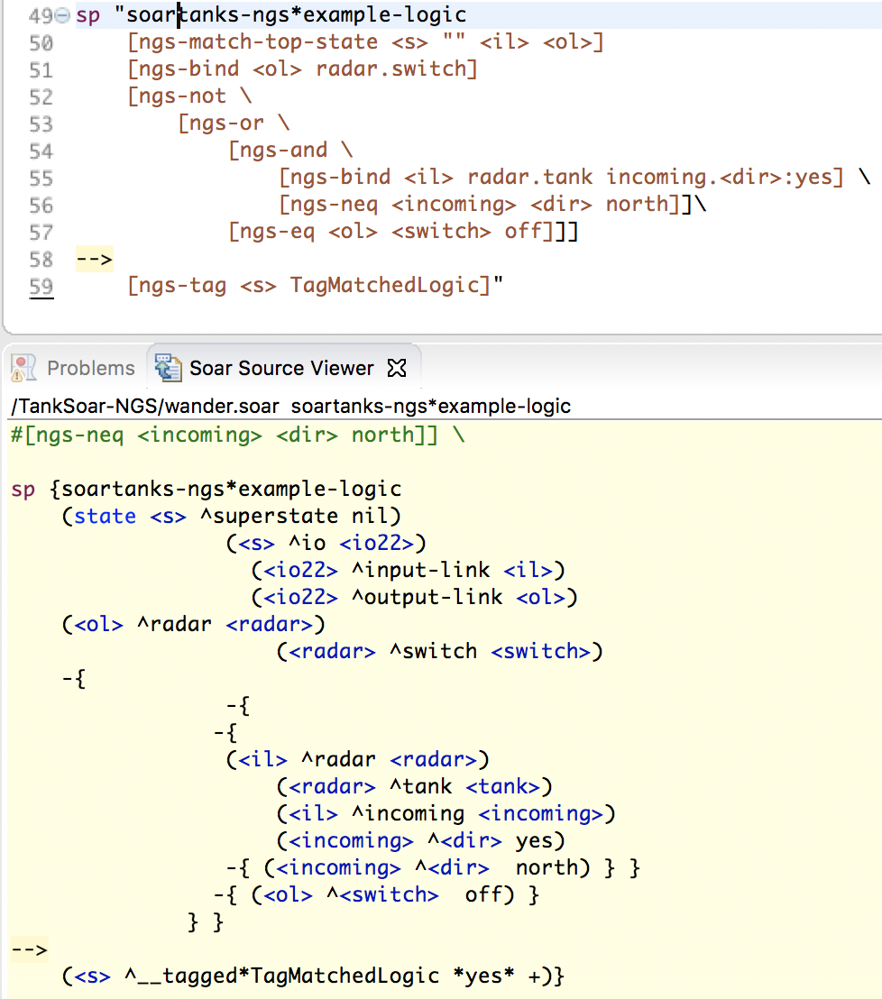 49 sp "soartanks-ngs*example-logic
50 [ngs-match-top-state <s> "" <il> <ol>]
51 [ngs-bind <ol> radar.switch]
52 [ngs-not \
53 [ngs-or \
54 [ngs-and \
55 [ngs-bind <il> radar.tank incoming.<dir>:yes] \
56 [ngs-neq <incoming> <dir> north]]\
57 [ngs-eq <ol> <switch> off]]]
58 -->
59 [ngs-tag <s> TagMatchedLogic]"
Problems Soar Source Viewer
/TankSoar-NGS/wander.soar soartanks-ngs*example-logic
#[ngs-neq <incoming> <dir> north]] \
sp {soartanks-ngs*example-logic
(state <s> ^superstate nil)
(<s> ^io <io22>)
(<io22> ^input-link <il>)
(<io22> ^output-link <ol>)
(<ol> ^radar <radar>)
(<radar> ^switch <switch>)
-{
-{
-{
(<il> ^radar <radar>)
(<radar> ^tank <tank>)
(<il> ^incoming <incoming>)
(<incoming> ^<dir> yes)
-{ (<incoming> ^<dir> north) } }
-{ (<ol> ^<switch> off) }
} }
-->
(<s> ^__tagged*TagMatchedLogic *yes* +)}